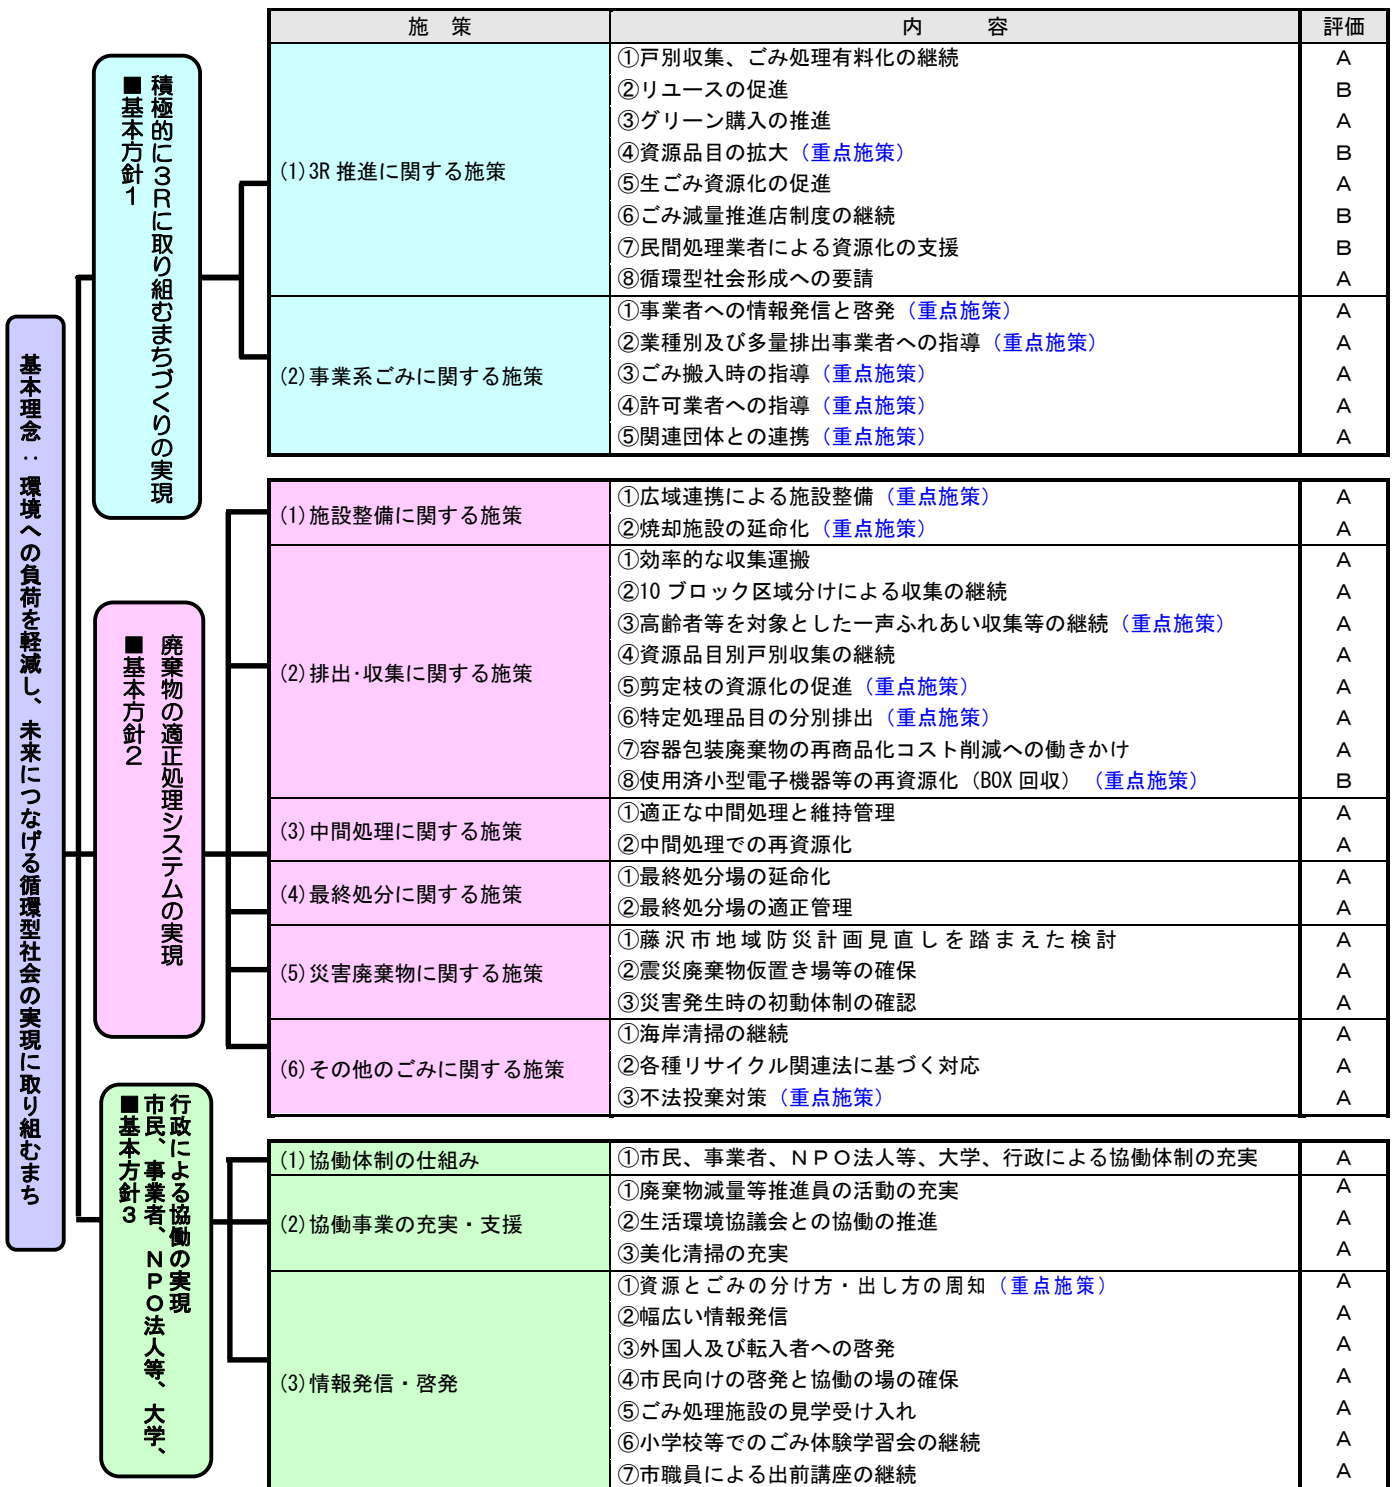 基本理念：環境への負荷を軽減し、未来につなげる循環型社会の実現に取り組むまち
■基本方針１
積極的に３Ｒに取り組むまちづくりの実現
施　策　内　容　評価
(1)3R推進に関する施策
①戸別収集、ごみ処理有料化の継続　A
②リユースの促進　B
③グリーン購入の推進　A
④資源品目の拡大（重点施策）　B
⑤生ごみ資源化の促進　A
⑥ごみ減量推進店制度の継続　B
⑦民間処理業者による資源化の支援　B
⑧循環型社会形成への要請　A
(2)事業系ごみに関する施策
①事業者への情報発信と啓発（重点施策）　A
②業種別及び多量排出事業者への指導（重点施策）　A
③ごみ搬入時の指導（重点施策）　A
④許可業者への指導（重点施策）　A
⑤関連団体との連携（重点施策）　A
■基本方針２
廃棄物の適正処理システムの実現
(1)施設整備に関する施策
①広域連携による施設整備（重点施策）　A
②焼却施設の延命化（重点施策）　A
(2)排出・収集に関する施策
①効率的な収集運搬　A
②10ブロック区域分けによる収集の継続　A
③高齢者等を対象とした一声ふれあい収集等の継続（重点施策）　A
④資源品目別戸別収集の継続　A
⑤剪定枝の資源化の促進（重点施策）　A
⑥特定処理品目の分別排出（重点施策）　A
⑦容器包装廃棄物の再商品化コスト削減への働きかけ　A
⑧使用済小型電子機器等の再資源化（BOX回収）（重点施策）　B
(3)中間処理に関する施策
①適正な中間処理と維持管理　A
②中間処理での再資源化　A
(4)最終処分に関する施策
①最終処分場の延命化　A
②最終処分場の適正管理　A
(5)災害廃棄物に関する施策
①藤沢市地域防災計画見直しを踏まえた検討　A
②震災廃棄物仮置き場等の確保　A
③災害発生時の初動体制の確認　A
(6)その他のごみに関する施策
①海岸清掃の継続　A
②各種リサイクル関連法に基づく対応　A
③不法投棄対策（重点施策）　A
■基本方針３
市民、事業者、ＮＰＯ法人等、大学、
行政による協働の実現
(1)協働体制の仕組み
①市民、事業者、ＮＰＯ法人等、大学、行政による協働体制の充実　A
(2)協働事業の充実・支援
①廃棄物減量等推進員の活動の充実　A
②生活環境協議会との協働の推進　A
③美化清掃の充実　A
(3)情報発信・啓発
①資源とごみの分け方・出し方の周知（重点施策）　A
②幅広い情報発信　A
③外国人及び転入者への啓発　A
④市民向けの啓発と協働の場の確保　A
⑤ごみ処理施設の見学受け入れ　A
⑥小学校等でのごみ体験学習会の継続　A
⑦市職員による出前講座の継続　A